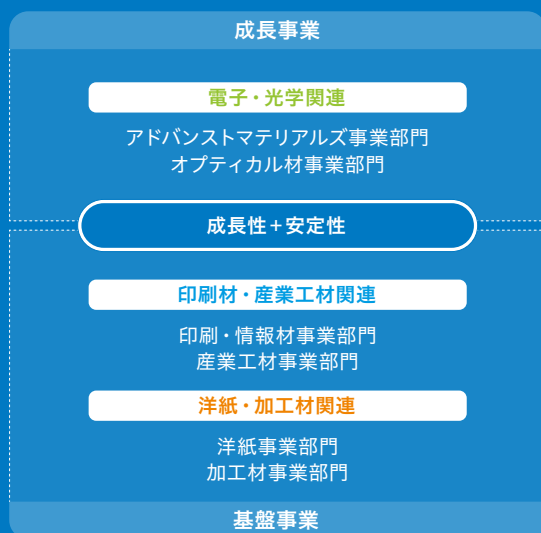 成長事業
電子・光学関連
アドバンストマテリアルズ事業部門
オプティカル材事業部門
成長性+安定性
印刷材・産業工材関連
印刷・情報材事業部門
産業工材事業部門
洋紙・加工材関連
洋紙事業部門
加工材事業部門
基盤事業